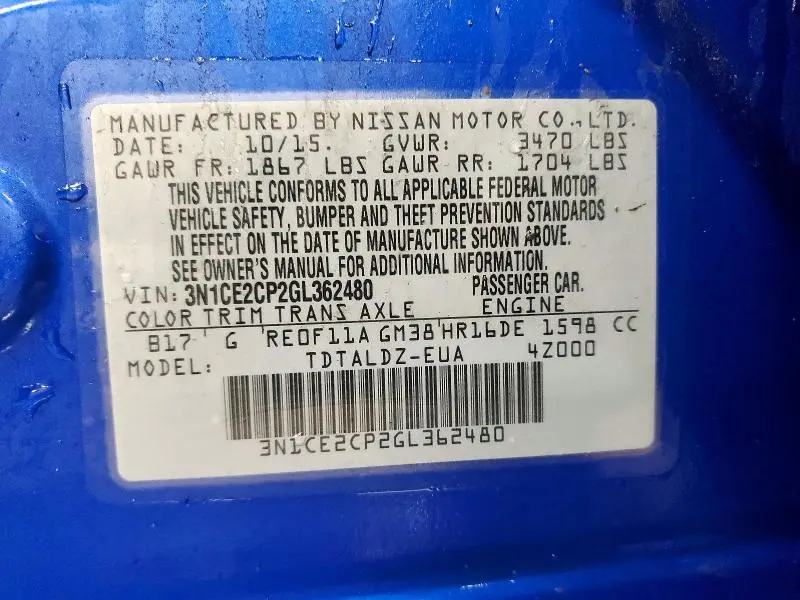 MANUFACTURED BY NISSAN MOTOR CO., LTD.
DATE: 10/15. GVWR: 3470 LBS
GAWR FR: 1867 LBS GAWR RR: 1704 LBS
THIS VEHICLE CONFORMS TO ALL APPLICABLE FEDERAL MOTOR
VEHICLE SAFETY, BUMPER AND THEFT PREVENTION STANDARDS
IN EFFECT ON THE DATE OF MANUFACTURE SHOWN ABOVE.
SEE OWNER'S MANUAL FOR ADDITIONAL INFORMATION.
VIN: 3N1CE2CP2GL362480 PASSENGER CAR.
COLOR TRIM TRANS AXLE ENGINE
B17 G RE0F11A GM38 HR16DE 1598 CC
MODEL: TDTALDZ-EUA 4Z000
3N1CE2CP2GL362480